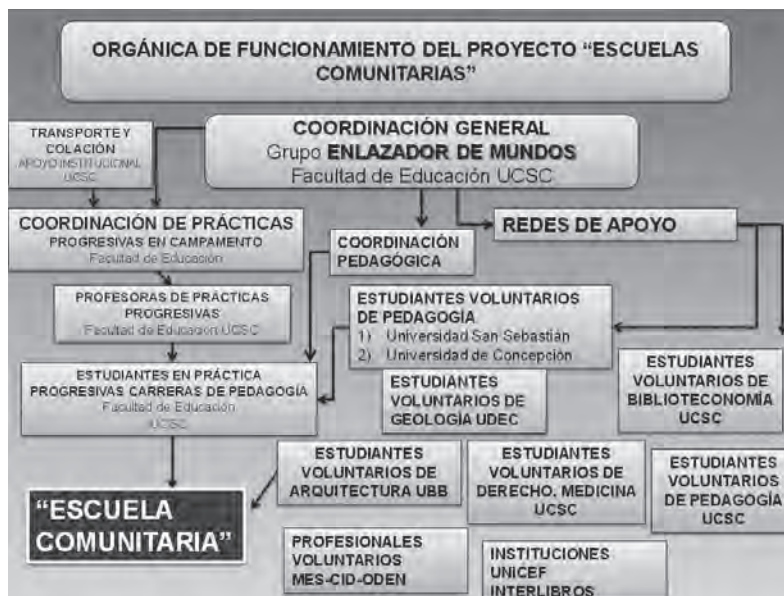 ORGÁNICA DE FUNCIONAMIENTO DEL PROYECTO “ESCUELAS
COMUNITARIAS”
TRANSPORTE Y
COLACIÓN
APOYO INSTITUCIONAL
UCSC
COORDINACIÓN GENERAL
Grupo ENLAZADOR DE MUNDOS
Facultad de Educación UCSC
COORDINACIÓN DE PRÁCTICAS
PROGRESIVAS EN CAMPAMENTO
Facultad de Educación
COORDINACIÓN
PEDAGÓGICA
REDES DE APOYO
PROFESORAS DE PRÁCTICAS
PROGRESIVAS
Facultad de Educación UCSC
ESTUDIANTES VOLUNTARIOS
DE PEDAGOGÍA
1) Universidad San Sebastián
2) Universidad de Concepción
ESTUDIANTES EN PRÁCTICA
PROGRESIVAS CARRERAS DE PEDAGOGÍA
Facultad de Educación
UCSC
ESTUDIANTES
VOLUNTARIOS DE
GEOLOGÍA UDEC
ESTUDIANTES
VOLUNTARIOS DE
BIBLIOTECONOMÍA
UCSC
“ESCUELA
COMUNITARIA”
ESTUDIANTES
VOLUNTARIOS DE
ARQUITECTURA UBB
ESTUDIANTES
VOLUNTARIOS DE
DERECHO. MEDICINA
UCSC
ESTUDIANTES
VOLUNTARIOS
DE PEDAGOGÍA
UCSC
PROFESIONALES
VOLUNTARIOS
MES-CID-ODEN
INSTITUCIONES
UNICEF
INTERLIBROS